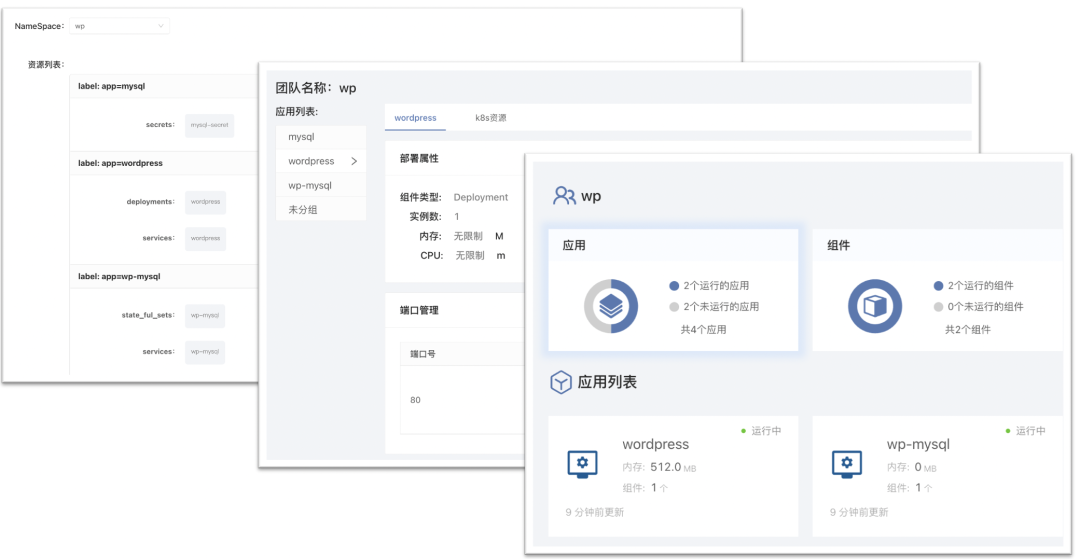 NameSpace: wp
资源列表:
label: app=mysql
secrets: mysql-secret
label: app=wordpress
deployments: wordpress
services: wordpress
label: app=wp-mysql
state_ful_sets: wp-mysql
services: wp-mysql
团队名称: wp
应用列表:
mysql
wordpress
wp-mysql
未分组
wordpress k8s资源
部署属性
组件类型: Deployment
实例数: 1
内存: 无限制 M
CPU: 无限制 m
端口管理
端口号
80
wp
应用
2个运行的应用
2个未运行的应用
共4个应用
组件
2个运行的组件
0个未运行的组件
共2个组件
应用列表
运行中
wordpress
内存: 512.0 MB
组件: 1 个
9 分钟前更新
运行中
wp-mysql
内存: 0 MB
组件: 1 个
9 分钟前更新